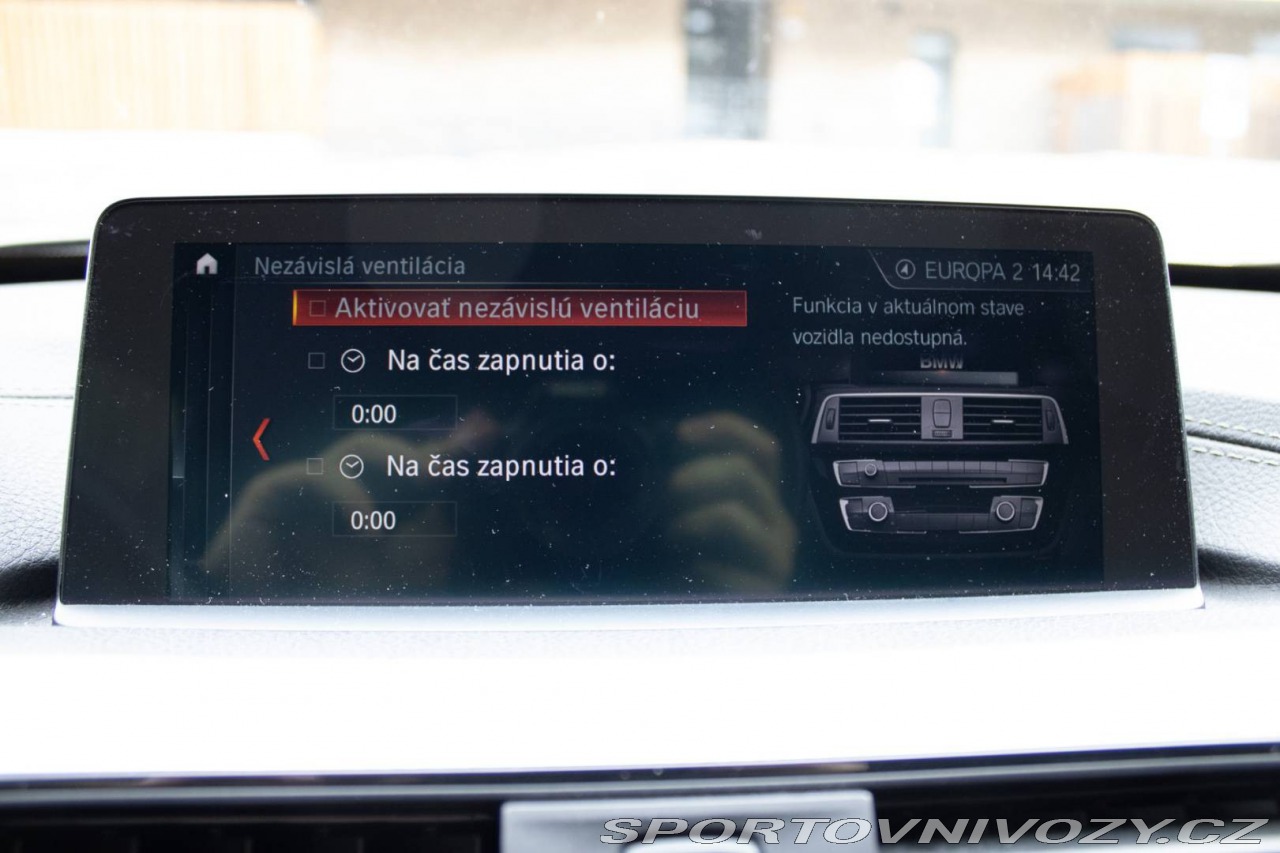 Nezávislá ventilácia
EUROPA 2 14:42
Aktivovať nezávislú ventiláciu
Na čas zapnutia o:
0:00
Na čas zapnutia o:
0:00
Funkcia v aktuálnom stave
vozidla nedostupná.
BMW
SPORTOVNIVOZY.CZ